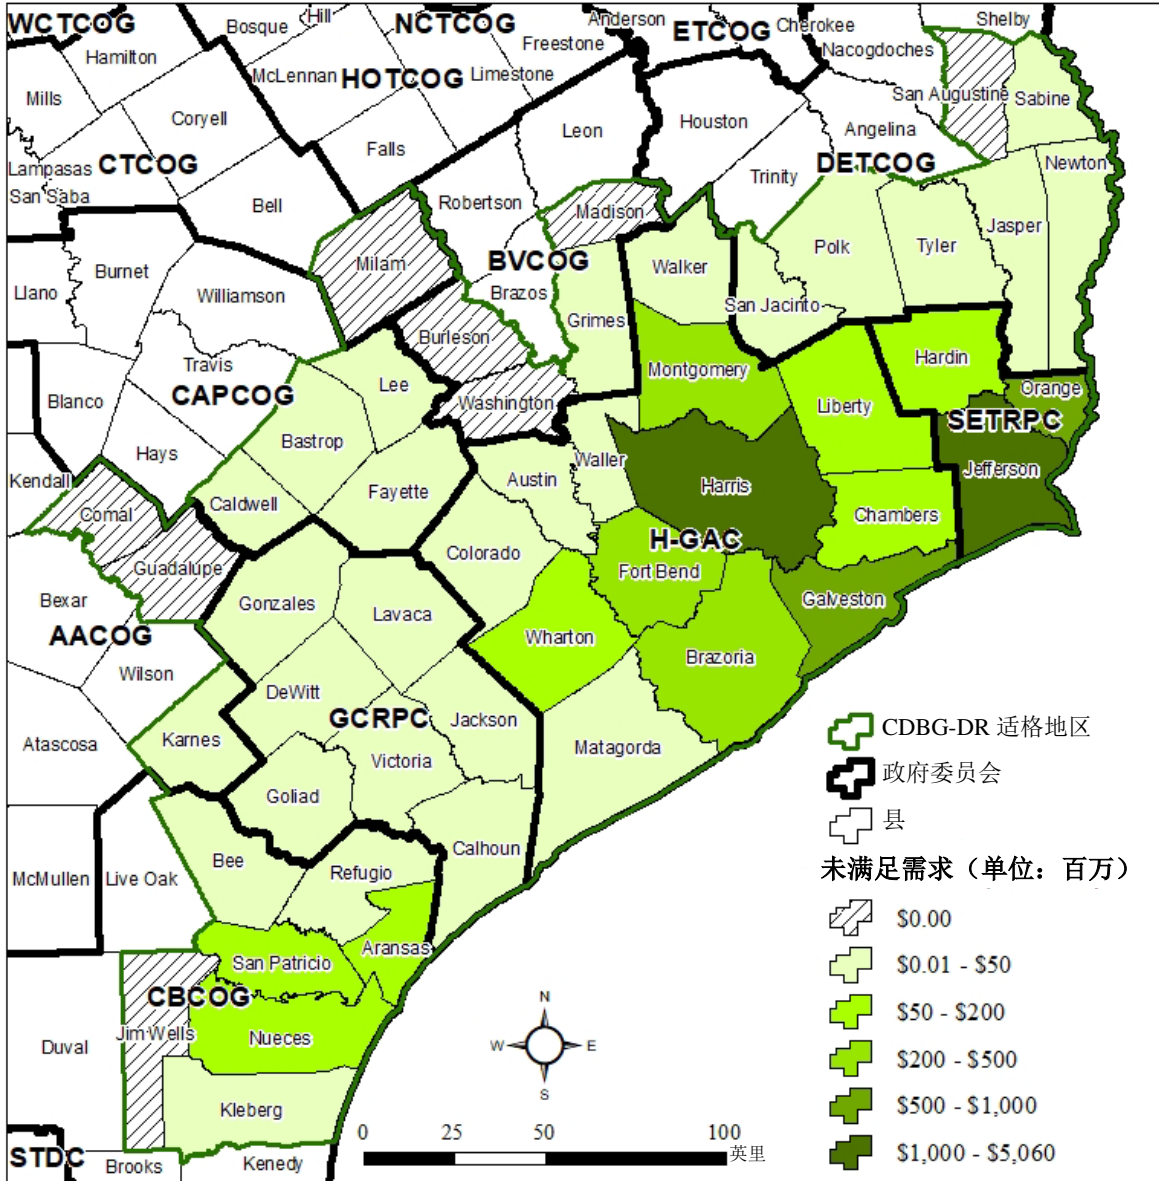 WCTCOG
Bosque
Hill
NCTCOG
Anderson
ETCOG
Cherokee
Shelby
Hamilton
Freestone
Nacogdoches
McLennan
HOTCOG
Limestone
Mills
San Augustine
Sabine
Coryell
Leon
Houston
Angelina
Falls
Lampasas
CTCOG
DETCOG
Newton
San Saba
Bell
Robertson
Trinity
Madison
Jasper
Polk
Tyler
Milam
BVCOG
Walker
Burnet
Llano
Williamson
Brazos
San Jacinto
Grimes
Burleson
Travis
Montgomery
Hardin
Lee
Orange
CAPCOG
Blanco
Washington
Liberty
SETRPC
Bastrop
Hays
Waller
Jefferson
Kendall
Austin
Fayette
Harris
Caldwell
Comal
Chambers
H-GAC
Colorado
Guadalupe
Fort Bend
Bexar
Gonzales
Lavaca
Galveston
AACOG
Wharton
Brazoria
Wilson
DeWitt
GCRPC
Jackson
Atascosa
Karnes
Matagorda
Victoria
Goliad
Calhoun
Bee
Refugio
McMullen
Live Oak
Aransas
San Patricio
CBCOG
Jim Wells
Nueces
Duval
Kleberg
STDC
Brooks
Kenedy
N
W
E
S
0
25
50
100
英里
CDBG-DR 适格地区
政府委员会
县
未满足需求（单位：百万）
$0.00
$0.01 - $50
$50 - $200
$200 - $500
$500 - $1,000
$1,000 - $5,060